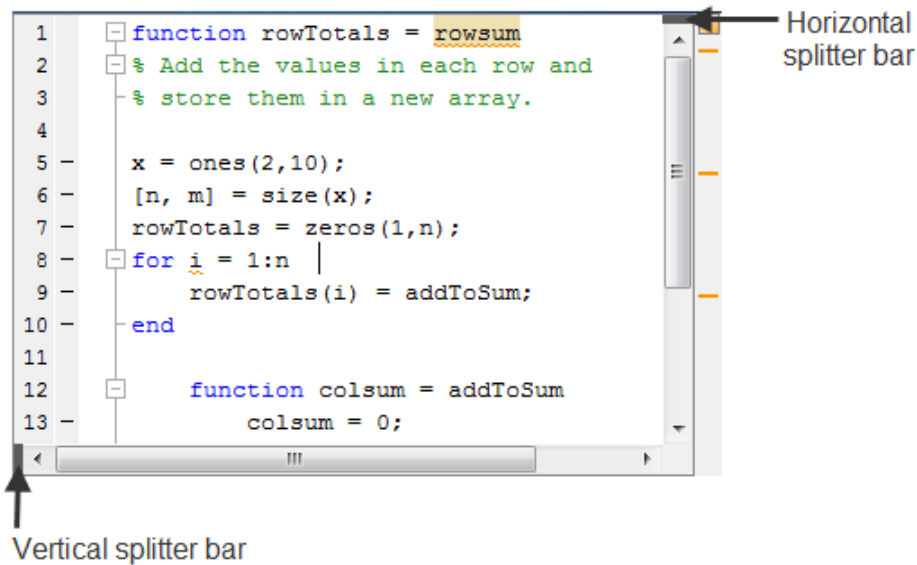 1 function rowTotals = rowsum
2 % Add the values in each row and
3 % store them in a new array.
4
5 – x = ones(2,10);
6 – [n, m] = size(x);
7 – rowTotals = zeros(1,n);
8 – for i = 1:n
9 – rowTotals(i) = addToSum;
10 – end
11
12 function colsum = addToSum
13 – colsum = 0;
Horizontal
splitter bar
Vertical splitter bar